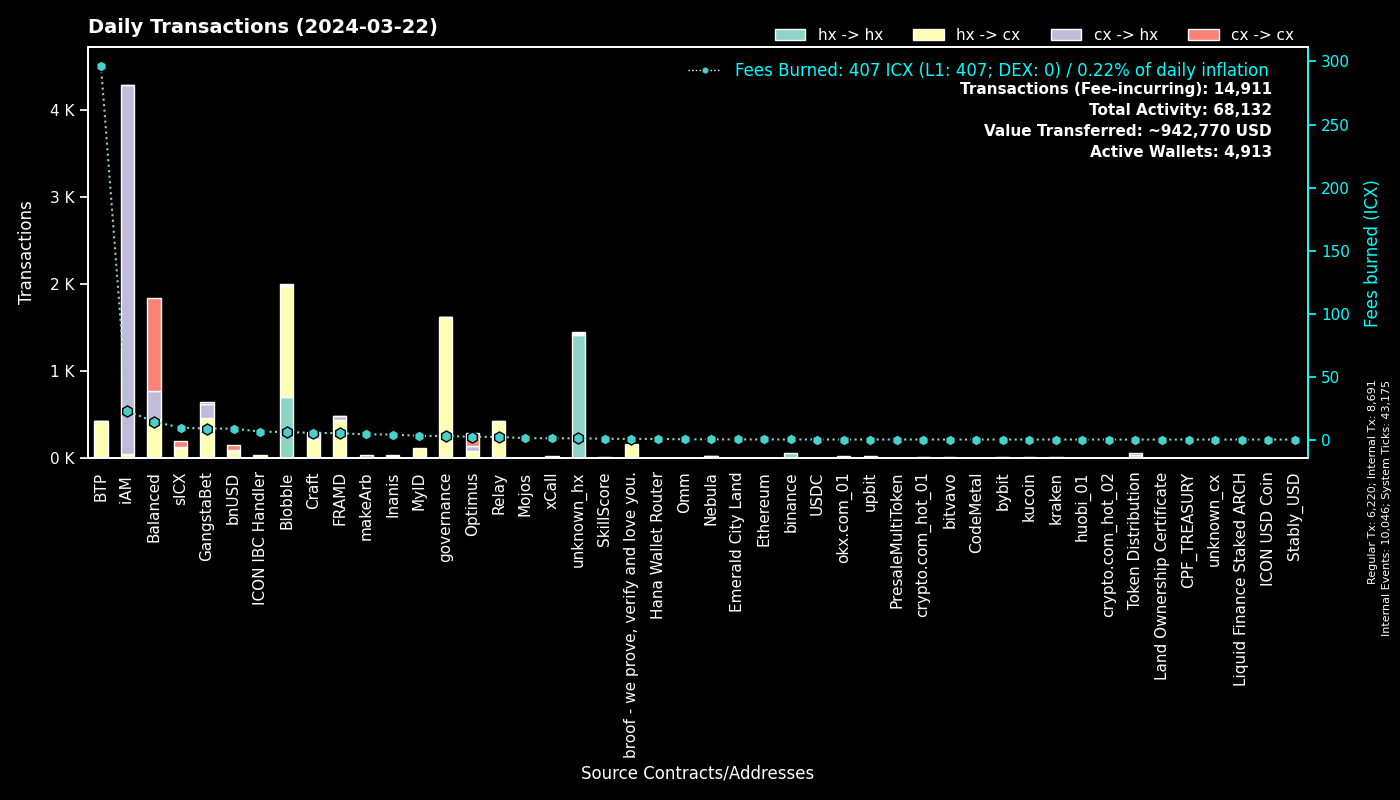 Daily Transactions (2024-03-22)
hx -> hx
hx -> cx
cx -> hx
cx -> cx
Fees Burned: 407 ICX (L1: 407; DEX: 0) / 0.22% of daily inflation
Transactions (Fee-incurring): 14,911
Total Activity: 68,132
Value Transferred: ~942,770 USD
Active Wallets: 4,913
Transactions
4 K
3 K
2 K
1 K
0 K
300
250
200
150
100
50
0
Fees burned (ICX)
Regular Tx: 6,220; Internal Tx: 8,691
Internal Events: 10,046; System Ticks: 43,175
BTP
iAM
Balanced
sICX
GangstaBet
bnUSD
ICON IBC Handler
Blobble
Craft
FRAMD
makeArb
Inanis
MyID
governance
Optimus
Relay
Mojos
xCall
unknown_hx
SkillScore
broof - we prove, verify and love you.
Hana Wallet Router
Omm
Nebula
Emerald City Land
Ethereum
binance
USDC
okx.com_01
upbit
PresaleMultiToken
crypto.com_hot_01
bitvavo
CodeMetal
bybit
kucoin
kraken
huobi_01
crypto.com_hot_02
Token Distribution
Land Ownership Certificate
CPF_TREASURY
unknown_cx
Liquid Finance Staked ARCH
ICON USD Coin
Stably_USD
Source Contracts/Addresses